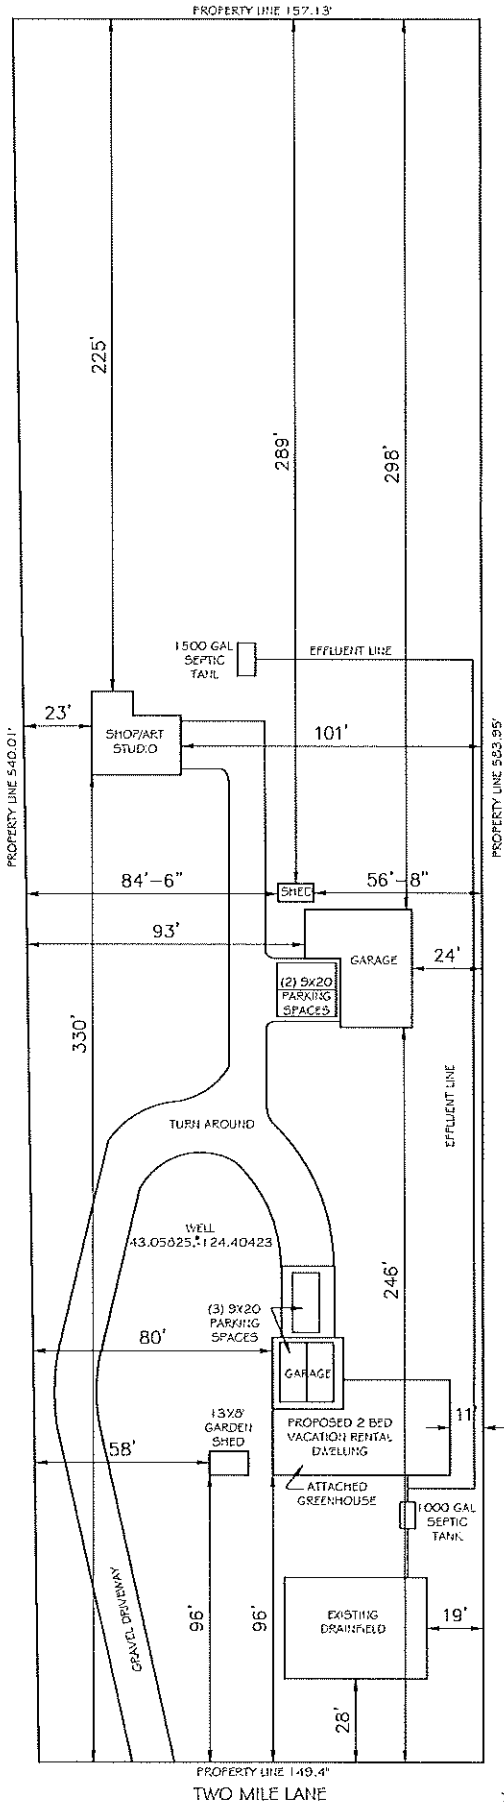 PROPERTY LINE 157.13'
225'
289'
298'
1500 GAL
SEPTIC
TANK
EFFLUENT LINE
23'
SHOP/ART
STUDIO
101'
PROPERTY LINE 540.01'
PROPERTY LINE 583.95'
84'-6"
SHED
56'-8"
93'
GARAGE
24'
(2) 9X20
PARKING
SPACES
330'
EFFLUENT LINE
TURN AROUND
WELL
43.05825,-124.40423
246'
(3) 9X20
PARKING
SPACES
80'
GARAGE
11'
13X8'
GARDEN
SHED
PROPOSED 2 BED
VACATION RENTAL
DWELLING
58'
ATTACHED
GREENHOUSE
1000 GAL
SEPTIC
TANK
GRAVEL DRIVEWAY
96'
96'
EXISTING
DRAINFIELD
19'
28'
PROPERTY LINE 149.4"
TWO MILE LANE